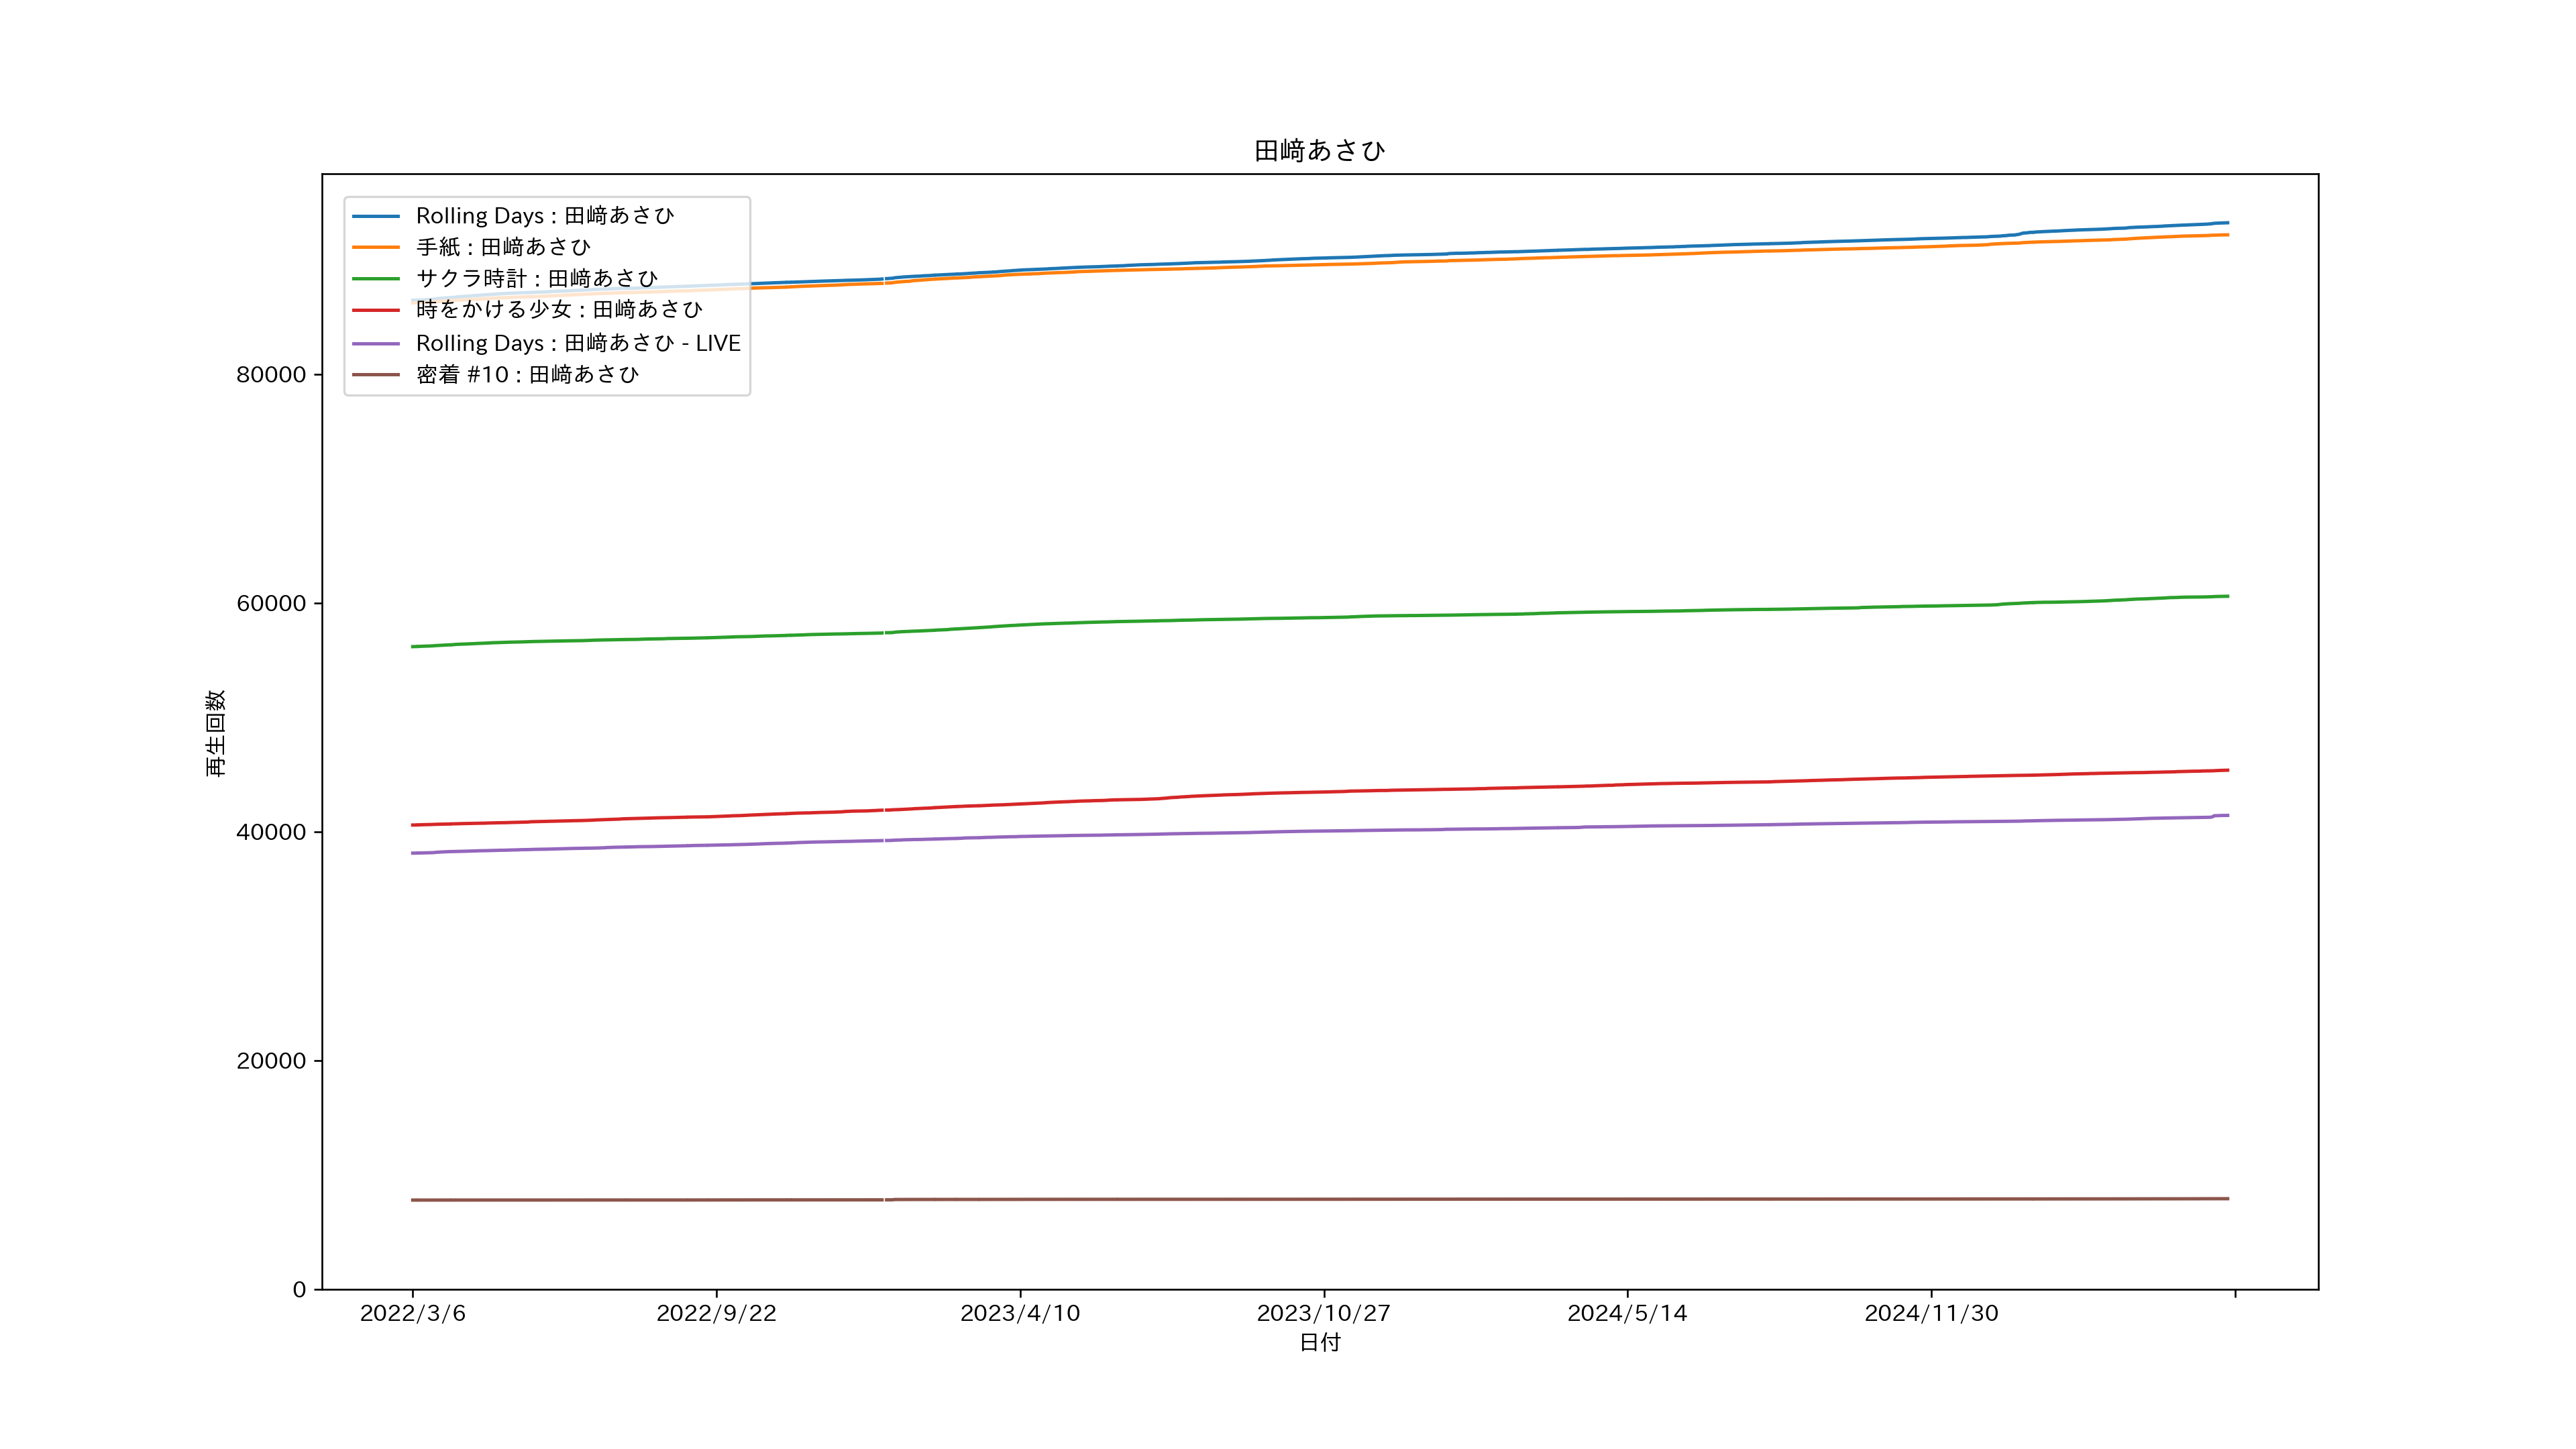 田﨑あさひ
Rolling Days : 田﨑あさひ
手紙 : 田﨑あさひ
サクラ時計 : 田﨑あさひ
時をかける少女 : 田﨑あさひ
Rolling Days : 田﨑あさひ - LIVE
密着 #10 : 田﨑あさひ
再生回数
80000
60000
40000
20000
0
2022/3/6 2022/9/22 2023/4/10 2023/10/27 2024/5/14 2024/11/30
日付